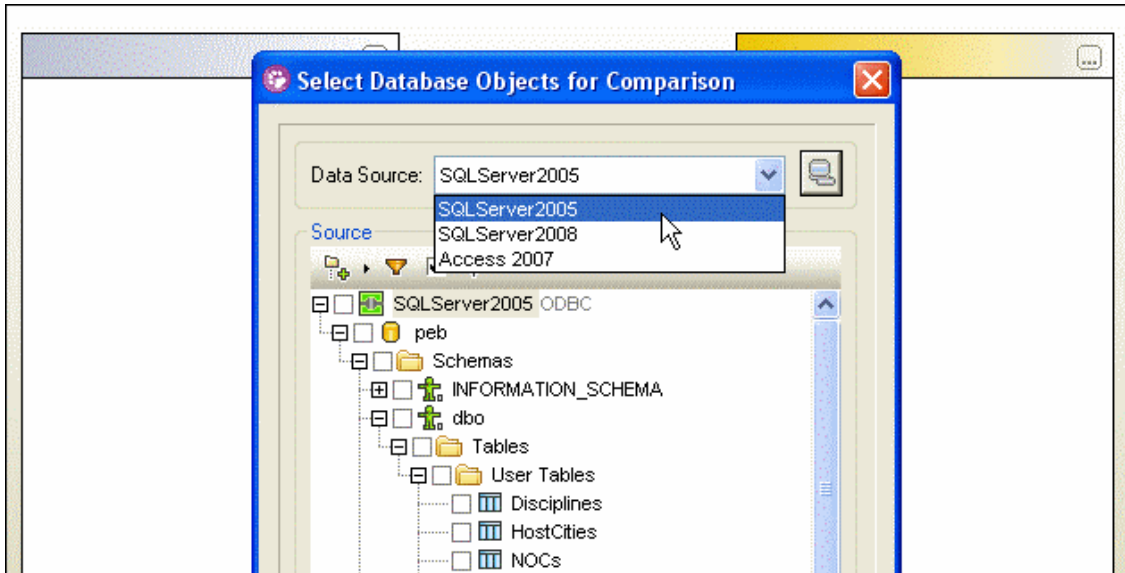 Select Database Objects for Comparison
Data Source: SQLServer2005
SQLServer2005
SQLServer2008
Access 2007
Source
SQLServer2005 ODBC
peb
Schemas
INFORMATION_SCHEMA
dbo
Tables
User Tables
Disciplines
HostCities
NOCs